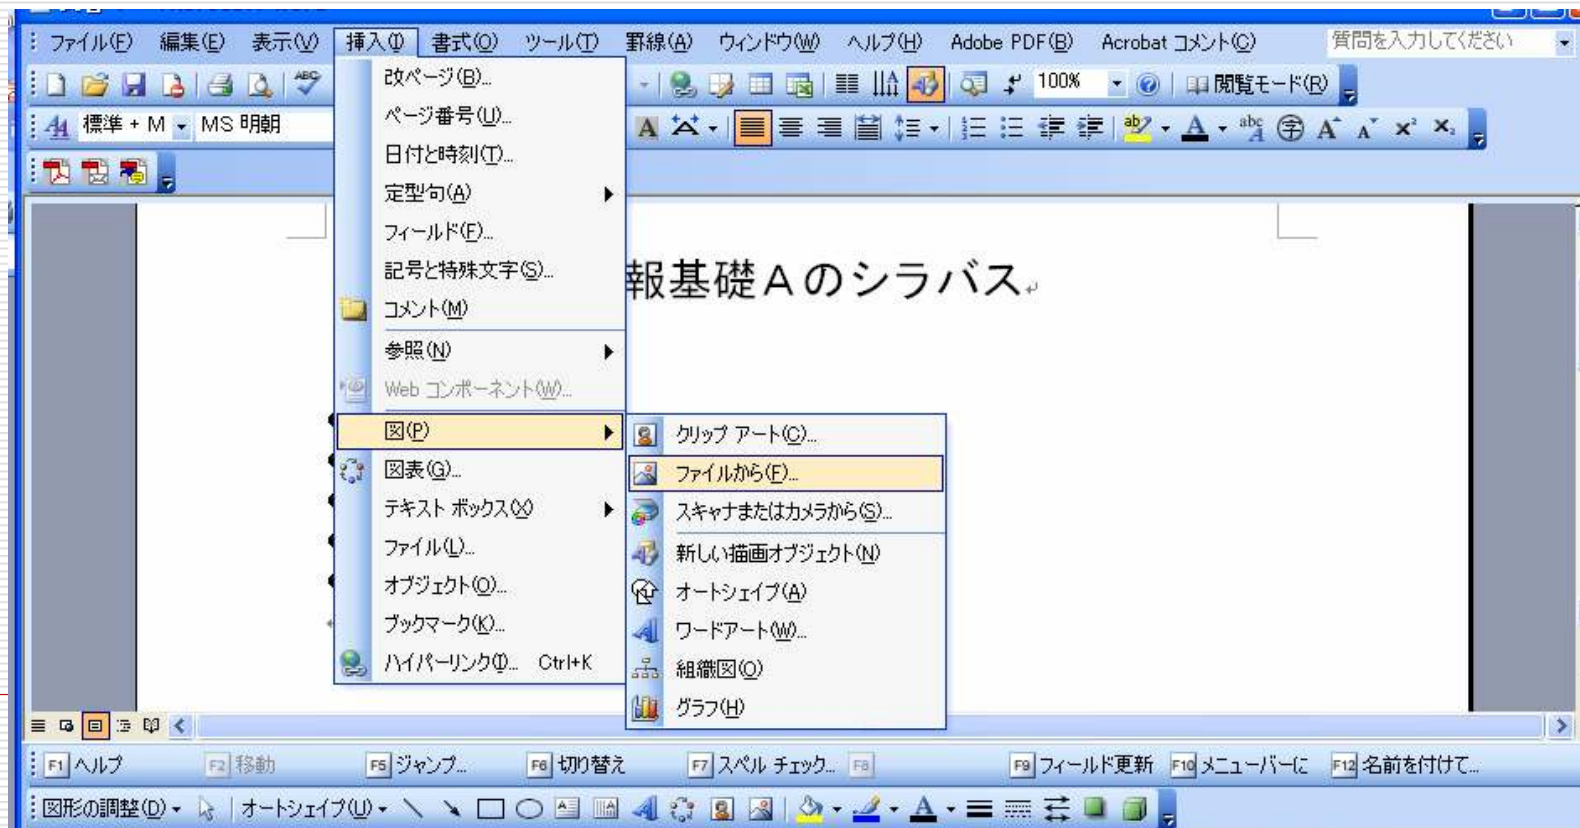 ファイル(F) 編集(E) 表示(V) 挿入(I) 書式(O) ツール(T) 罫線(A) ウィンドウ(W) ヘルプ(H) Adobe PDF(B) Acrobat コメント(C) 質問を入力してください
ABC 100% 閲覧モード(R)
標準 + M MS 明朝
改ページ(B)...
ページ番号(U)...
日付と時刻(T)...
定型句(A)
フィールド(F)...
記号と特殊文字(S)...
コメント(M)
参照(N)
Web コンポーネント(W)...
図(P)
図表(G)...
テキスト ボックス(X)
ファイル(L)...
オブジェクト(O)...
ブックマーク(K)...
ハイパーリンク(I)... Ctrl+K
報基礎Aのシラバス
クリップ アート(C)...
ファイルから(F)...
スキャナまたはカメラから(S)...
新しい描画オブジェクト(N)
オートシェイプ(A)
ワードアート(W)...
組織図(O)
グラフ(H)
F1 ヘルプ F2 移動 F5 ジャンプ... F6 切り替え F7 スペル チェック... F8 F9 フィールド更新 F10 メニューバーに F12 名前を付けて...
図形の調整(D) オートシェイプ(U)